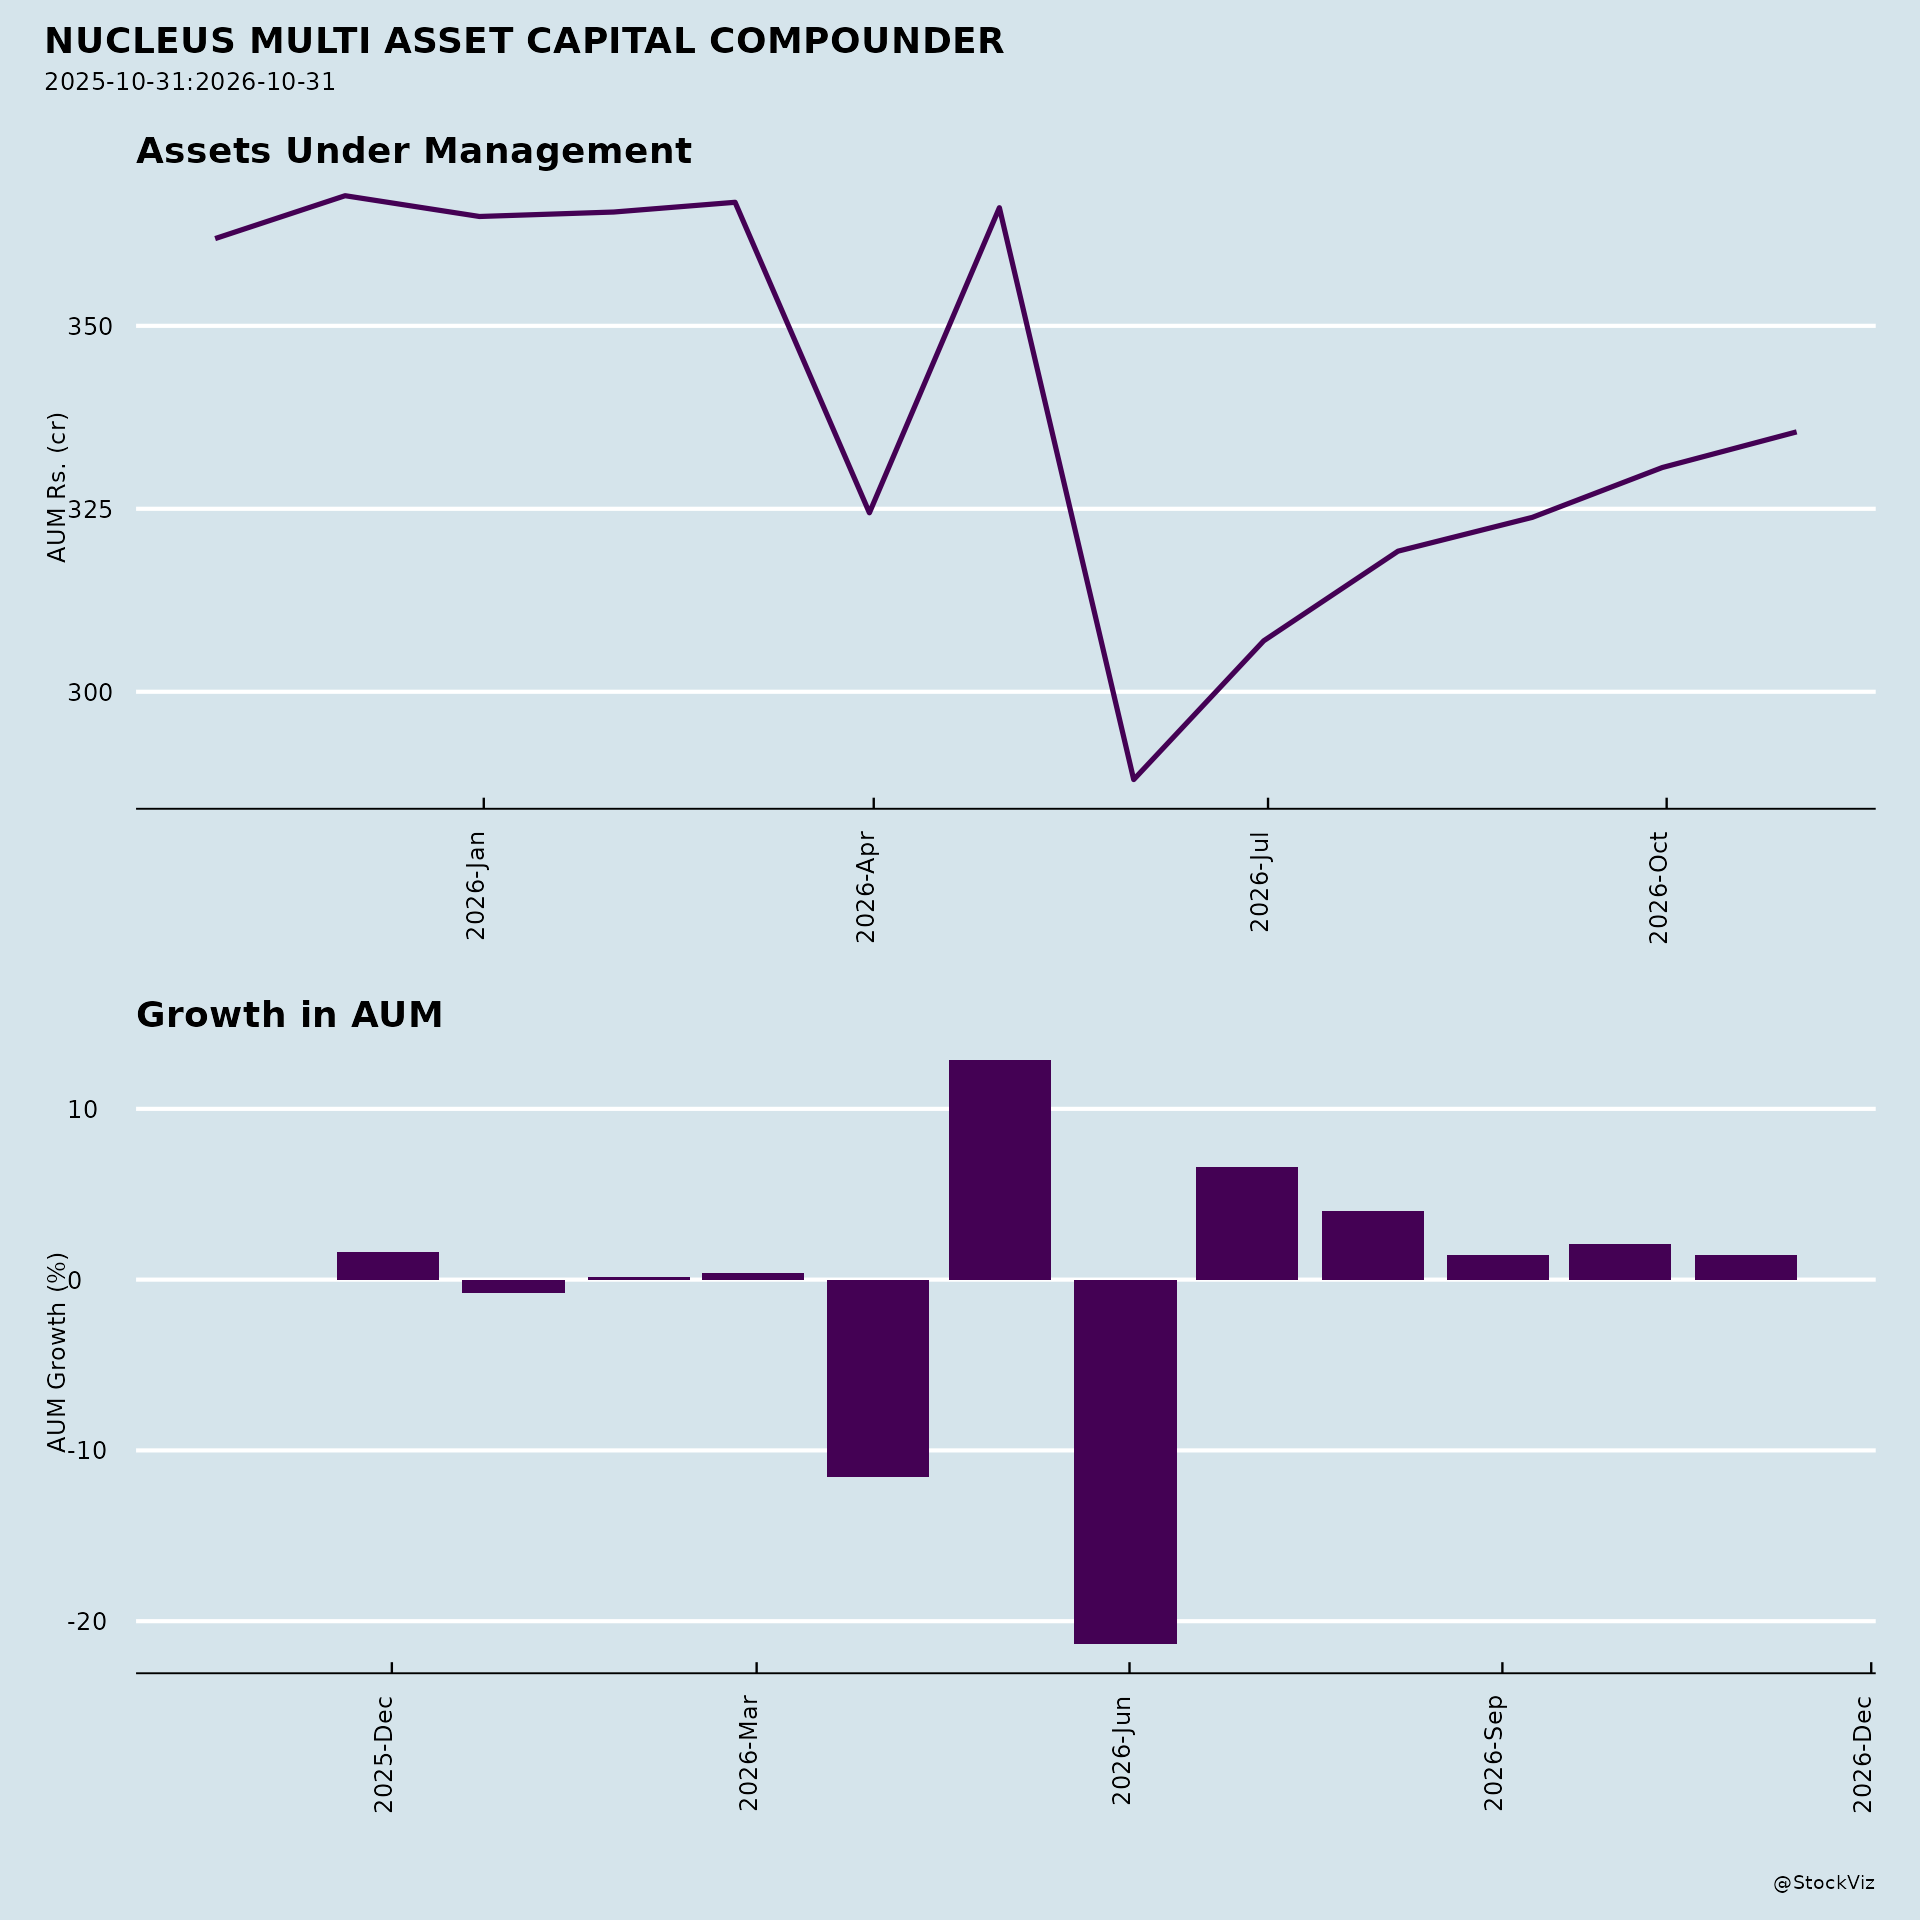 NUCLEUS MULTI ASSET CAPITAL COMPOUNDER
2025-10-31:2026-10-31
Assets Under Management
AUM Rs. (cr)
350
325
300
2026-Jan
2026-Apr
2026-Jul
2026-Oct
Growth in AUM
AUM Growth (%)
10
0
-10
-20
2025-Dec
2026-Mar
2026-Jun
2026-Sep
2026-Dec
@StockViz